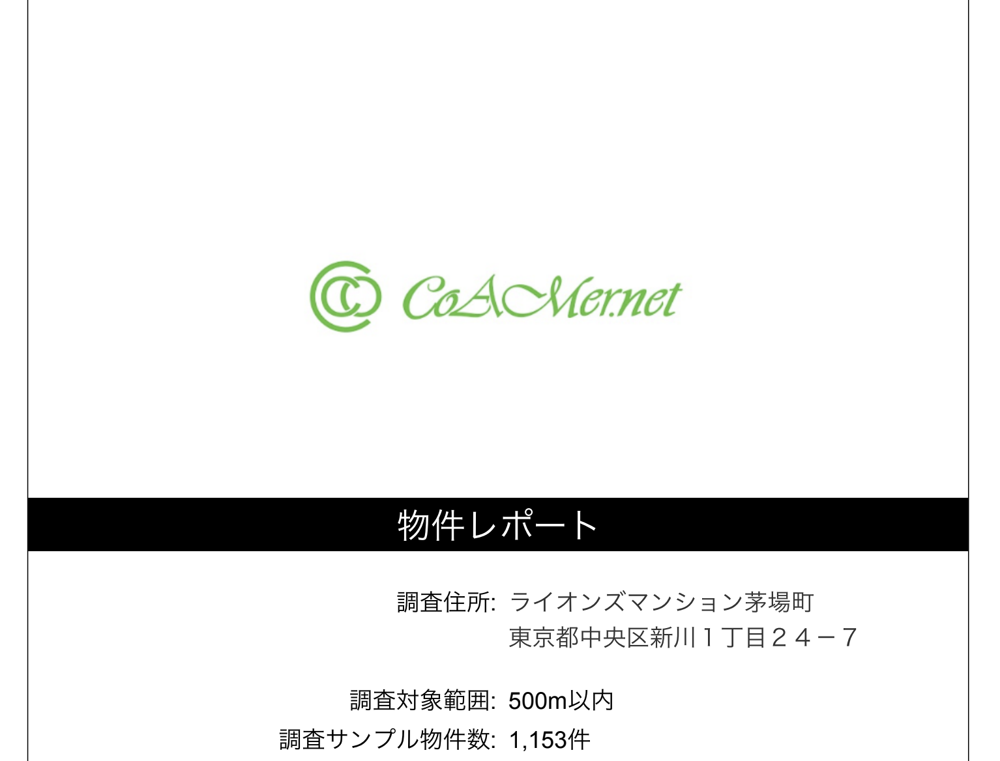 CoAMer.net
物件レポート
調査住所: ライオンズマンション茅場町
東京都中央区新川１丁目２４－７
調査対象範囲: 500m以内
調査サンプル物件数: 1,153件